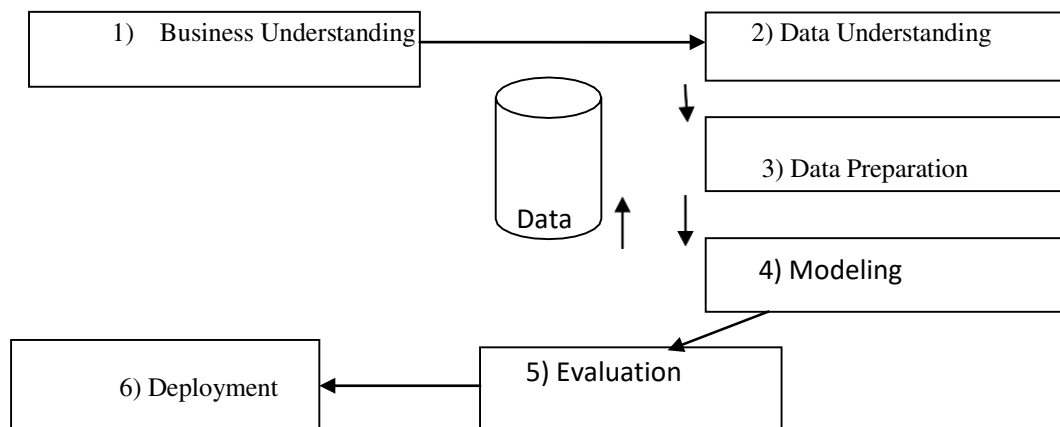 1) Business Understanding
2) Data Understanding
3) Data Preparation
Data
4) Modeling
5) Evaluation
6) Deployment